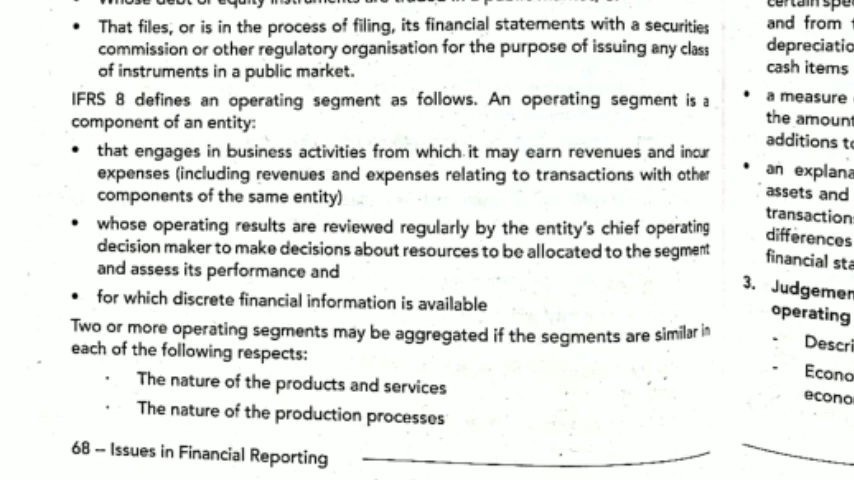 • That files, or is in the process of filing, its financial statements with a securities
commission or other regulatory organisation for the purpose of issuing any class
of instruments in a public market.
IFRS 8 defines an operating segment as follows. An operating segment is a
component of an entity:
• that engages in business activities from which it may earn revenues and incur
expenses (including revenues and expenses relating to transactions with other
components of the same entity)
• whose operating results are reviewed regularly by the entity's chief operating
decision maker to make decisions about resources to be allocated to the segment
and assess its performance and
• for which discrete financial information is available
Two or more operating segments may be aggregated if the segments are similar in
each of the following respects:
· The nature of the products and services
· The nature of the production processes
68 – Issues in Financial Reporting
and from
cash items
• a measure
the amount
additions to
• an explana
assets and
transaction
differences
financial sta
3. Judgemen
operating
- Descri
- Econo
econo